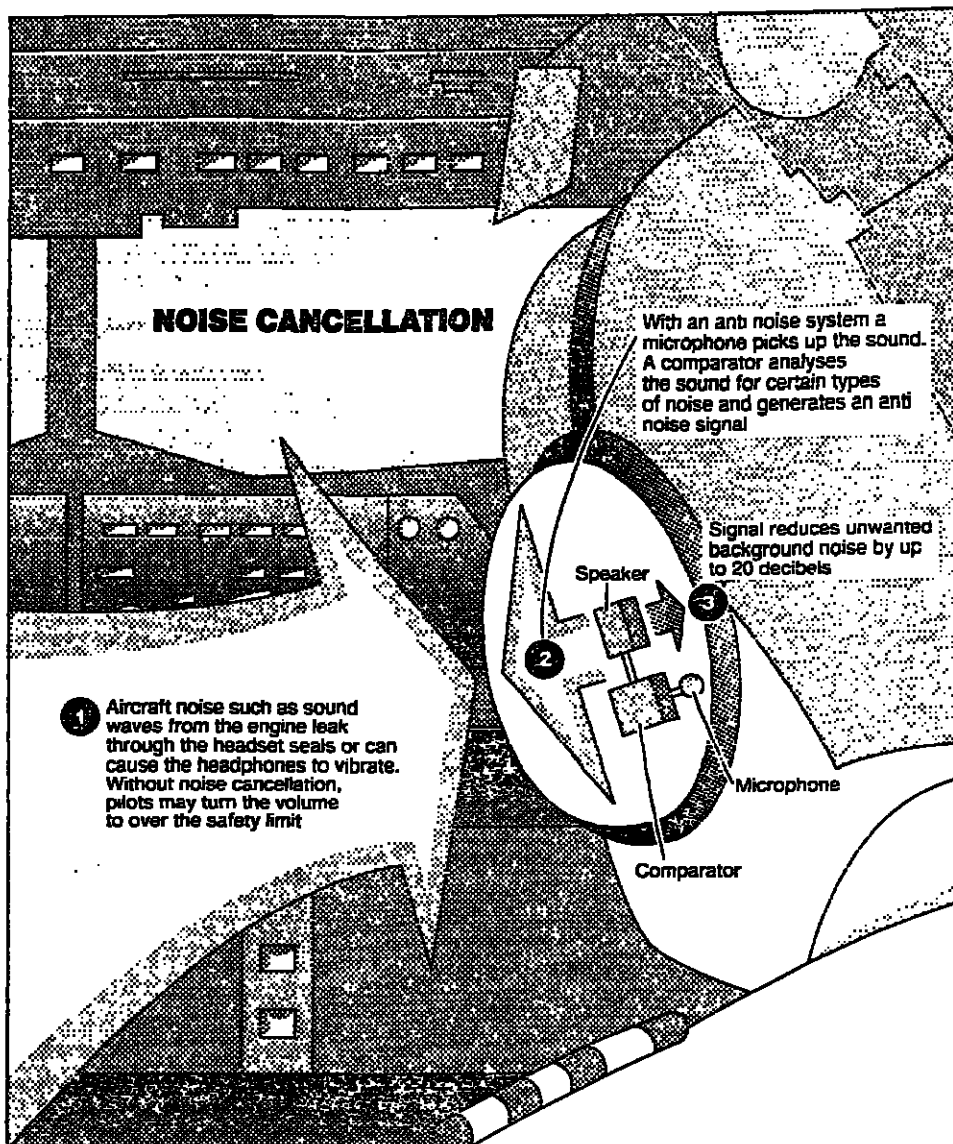 NOISE CANCELLATION
1
Aircraft noise such as sound
waves from the engine leak
through the headset seals or can
cause the headphones to vibrate.
Without noise cancellation,
pilots may turn the volume
to over the safety limit
With an anti noise system a
microphone picks up the sound.
A comparator analyses
the sound for certain types
of noise and generates an anti
noise signal
2
Signal reduces unwanted
background noise by up
to 20 decibels
3
Speaker
Microphone
Comparator